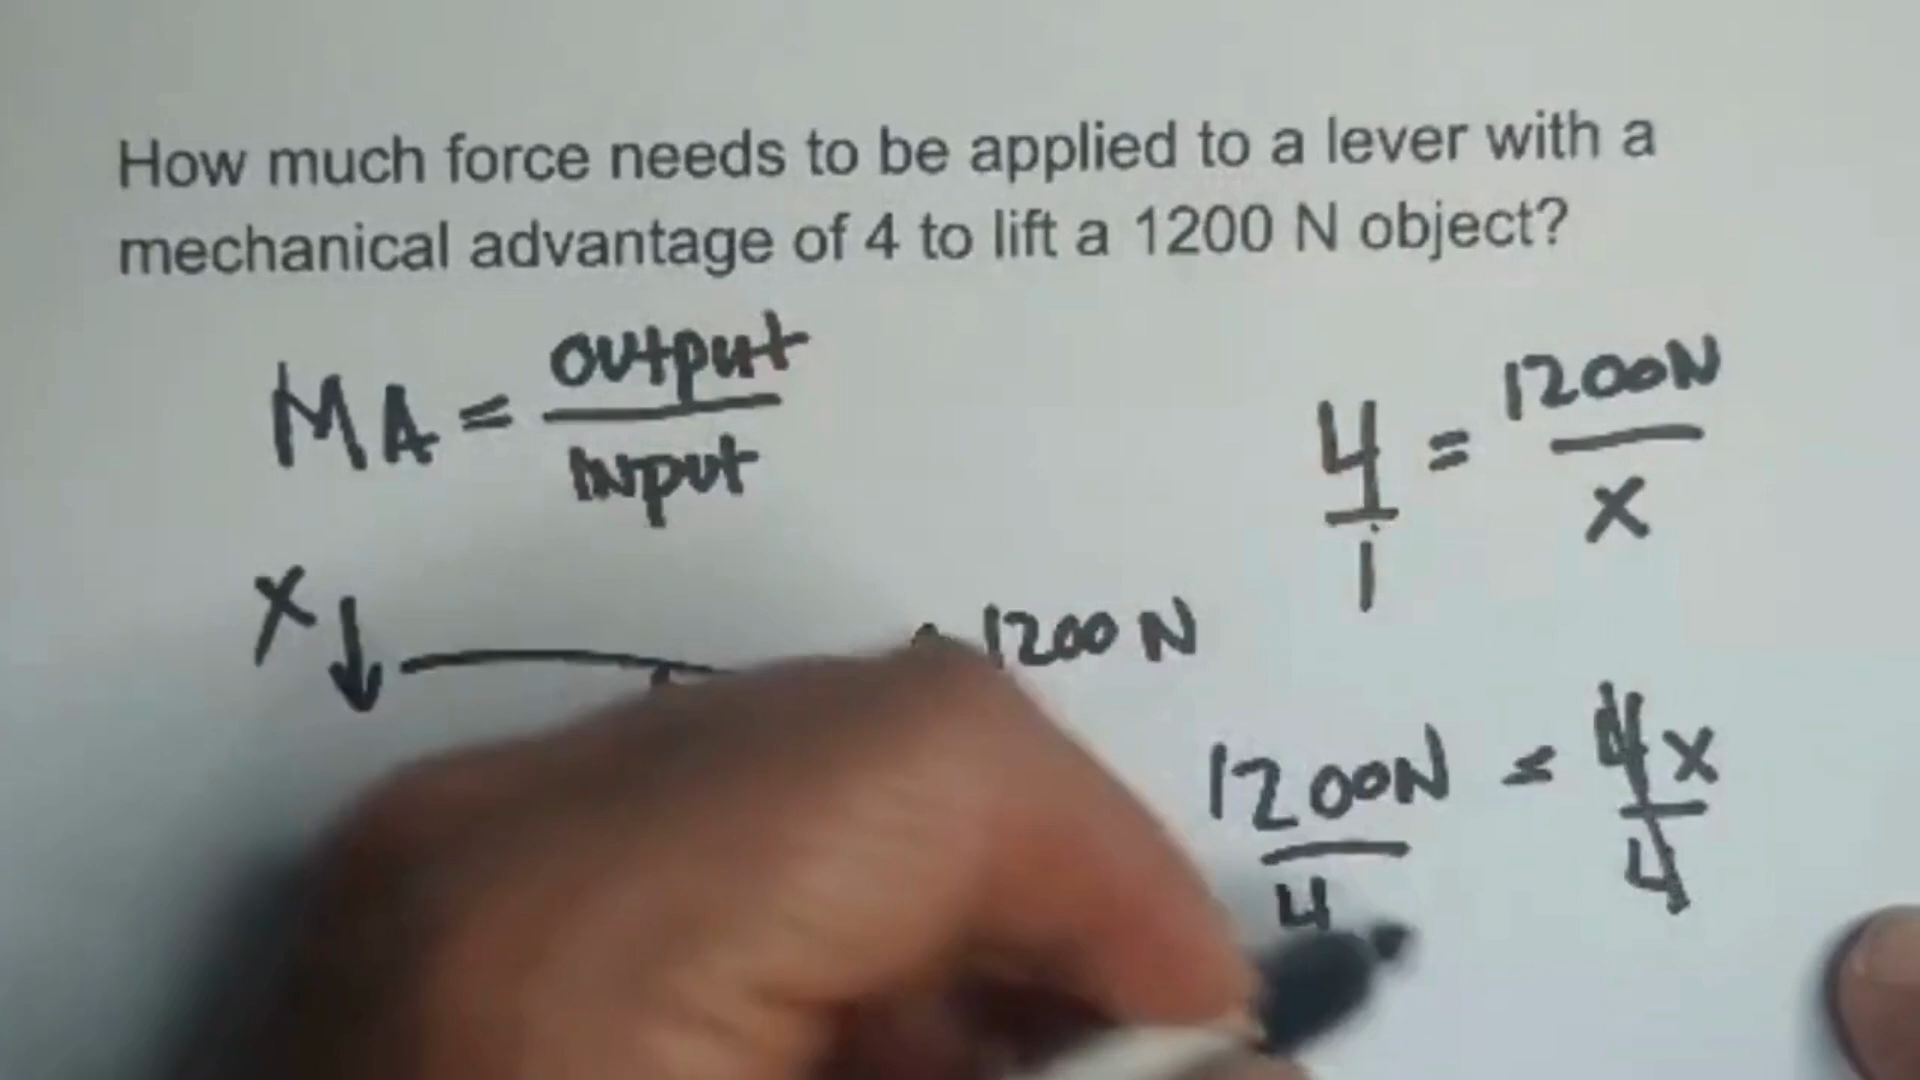 How much force needs to be applied to a lever with a
mechanical advantage of 4 to lift a 1200 N object?
MA = output
input
4 = 1200N
1 x
x
1200 N
1200N = 4x
4 4